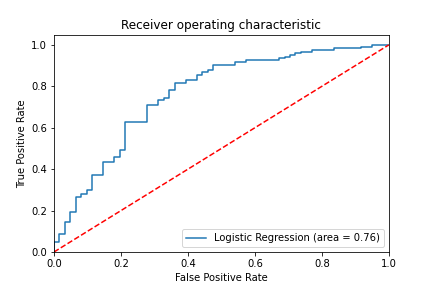 Receiver operating characteristic
True Positive Rate
1.0
0.8
0.6
0.4
0.2
0.0
Logistic Regression (area = 0.76)
0.0 0.2 0.4 0.6 0.8 1.0
False Positive Rate